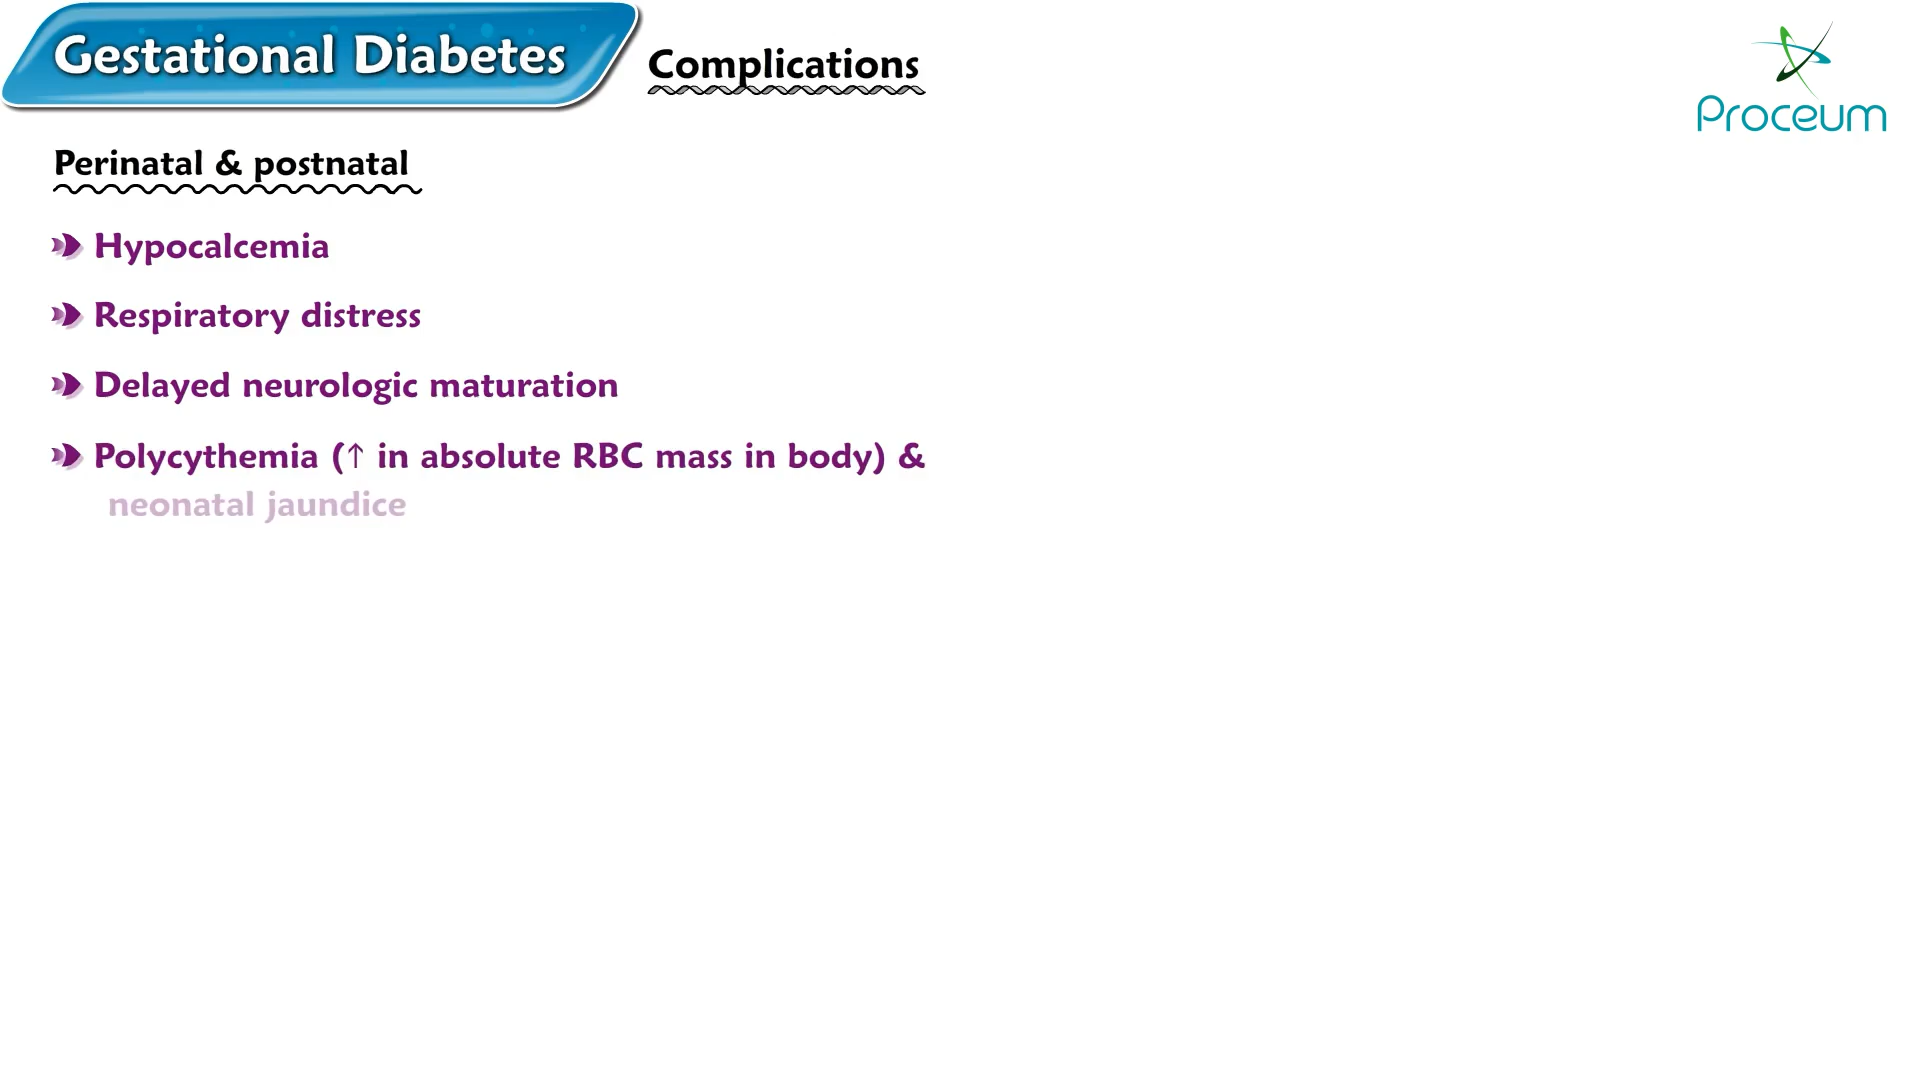 Gestational Diabetes
Complications
Proceum
Perinatal & postnatal
Hypocalcemia
Respiratory distress
Delayed neurologic maturation
Polycythemia (↑ in absolute RBC mass in body) &
neonatal jaundice